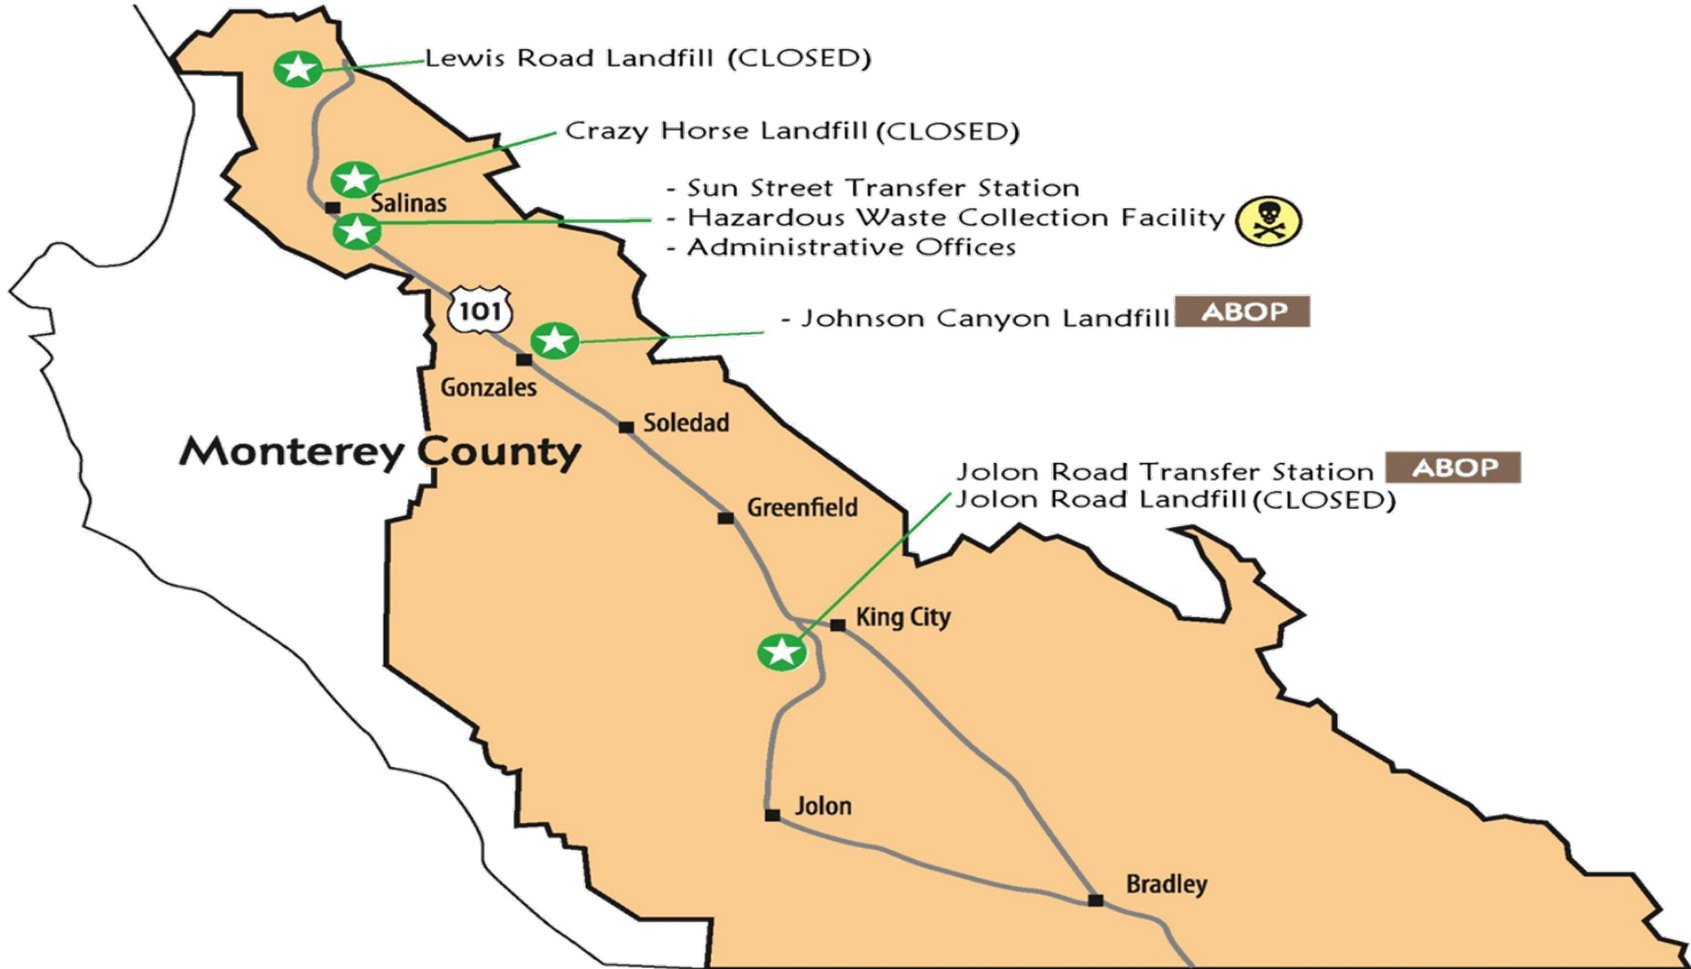 Lewis Road Landfill (CLOSED)
Crazy Horse Landfill (CLOSED)
- Sun Street Transfer Station
Salinas
- Hazardous Waste Collection Facility
- Administrative Offices
101
- Johnson Canyon Landfill ABOP
Gonzales
Soledad
Monterey County
Jolon Road Transfer Station ABOP
Jolon Road Landfill (CLOSED)
Greenfield
King City
Jolon
Bradley